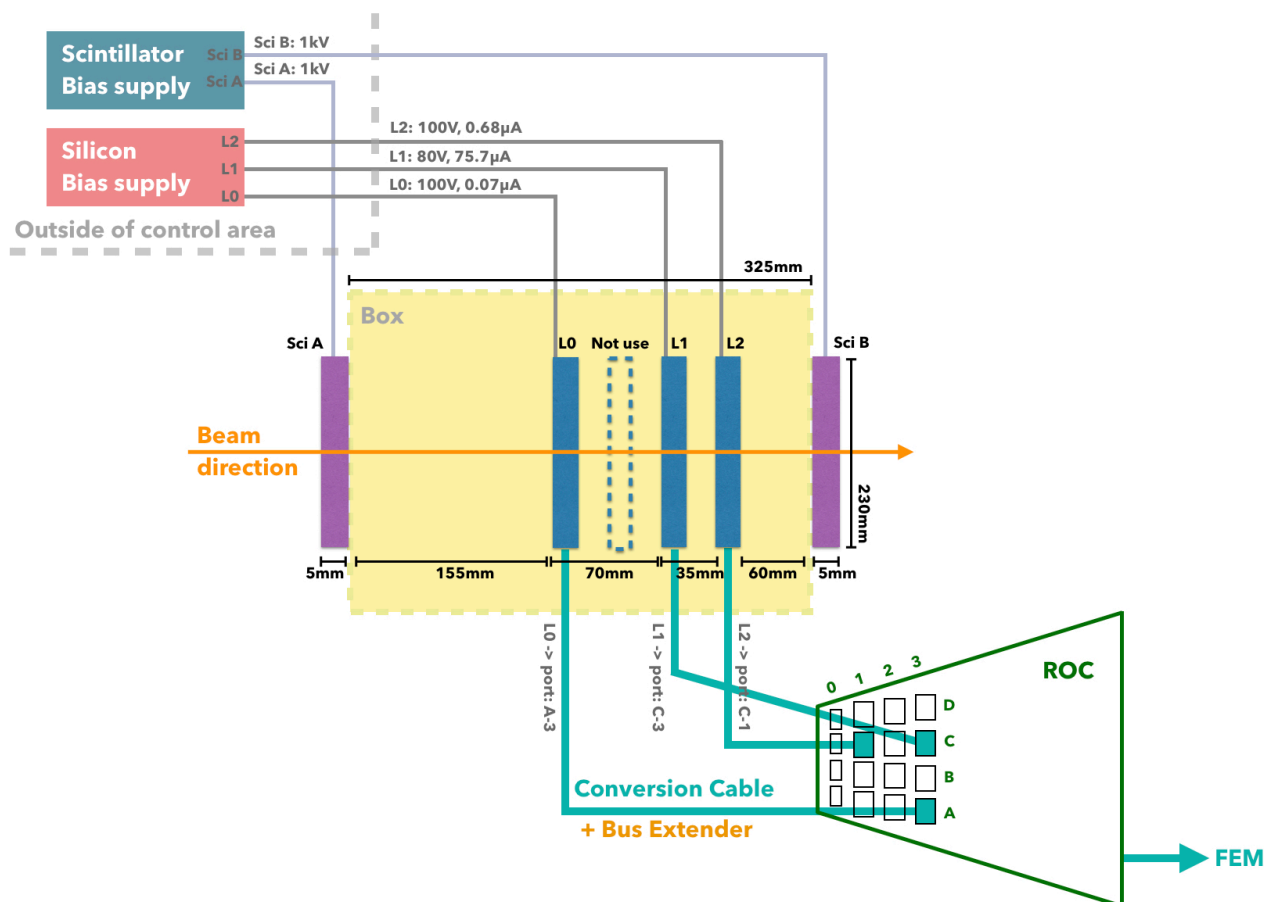 Scintillator
Bias supply
Sci B
Sci A
Sci B: 1kV
Sci A: 1kV
Silicon
Bias supply
L2
L1
L0
L2: 100V, 0.68µA
L1: 80V, 75.7µA
L0: 100V, 0.07µA
Outside of control area
325mm
Box
Sci A
L0
Not use
L1
L2
Sci B
Beam
direction
230mm
5mm
155mm
70mm
35mm
60mm
5mm
L0 -> port: A-3
L1 -> port: C-3
L2 -> port: C-1
ROC
0
1
2
3
D
C
B
A
Conversion Cable
+ Bus Extender
FEM